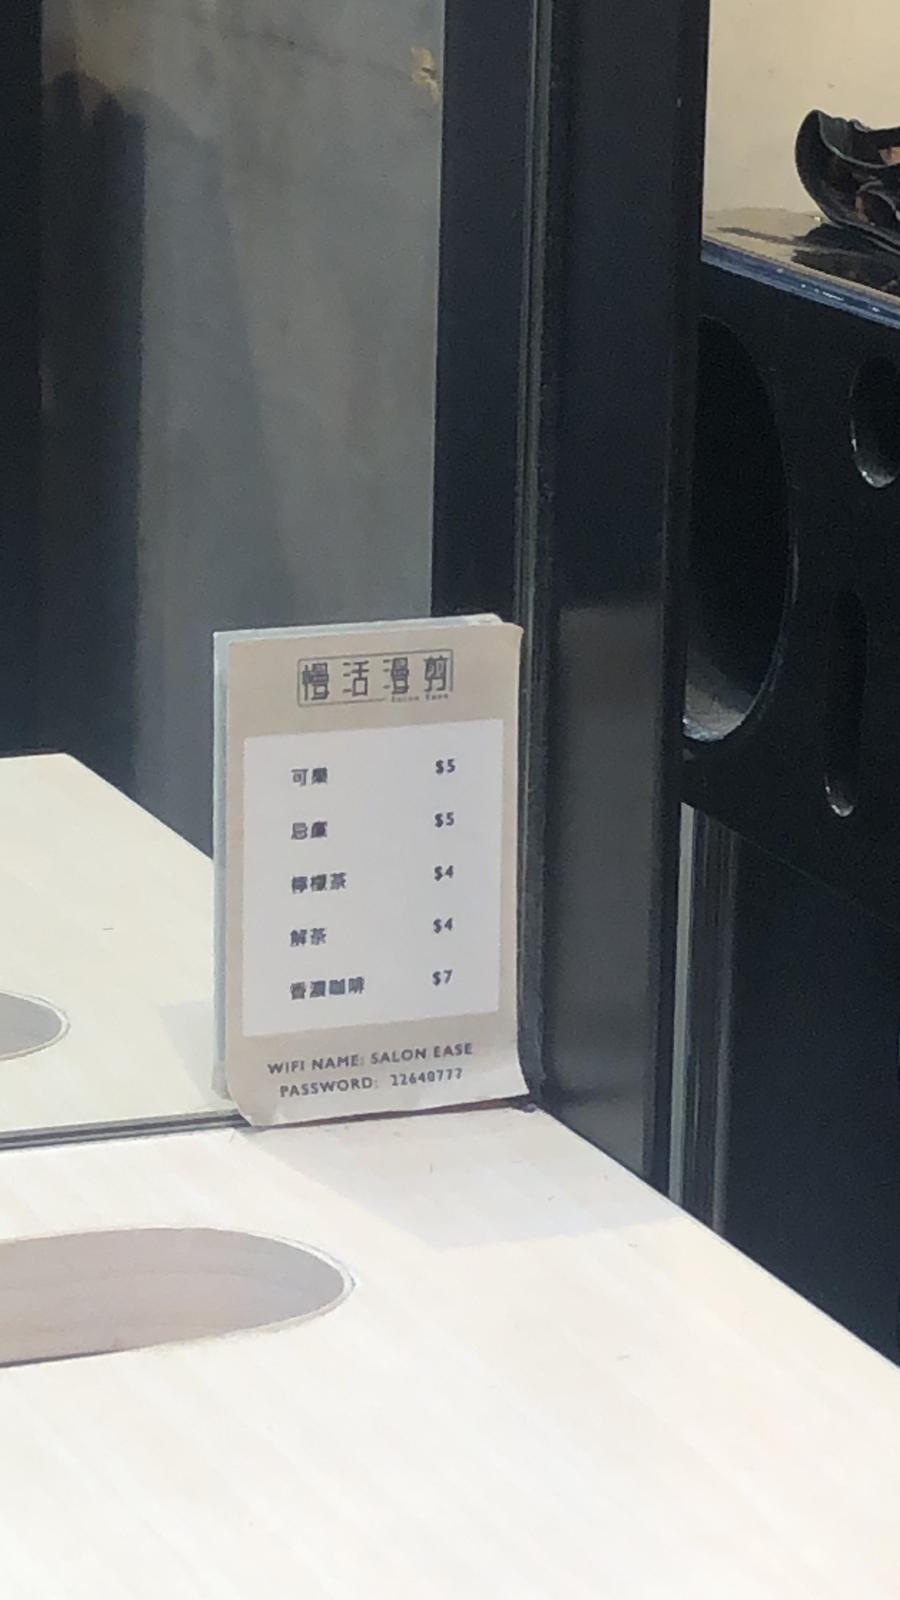 慢活漫剪
Salon Ease
可樂 $5
忌廉 $5
檸檬茶 $4
解茶 $4
香濃咖啡 $7
WIFI NAME: SALON EASE
PASSWORD: 22640777